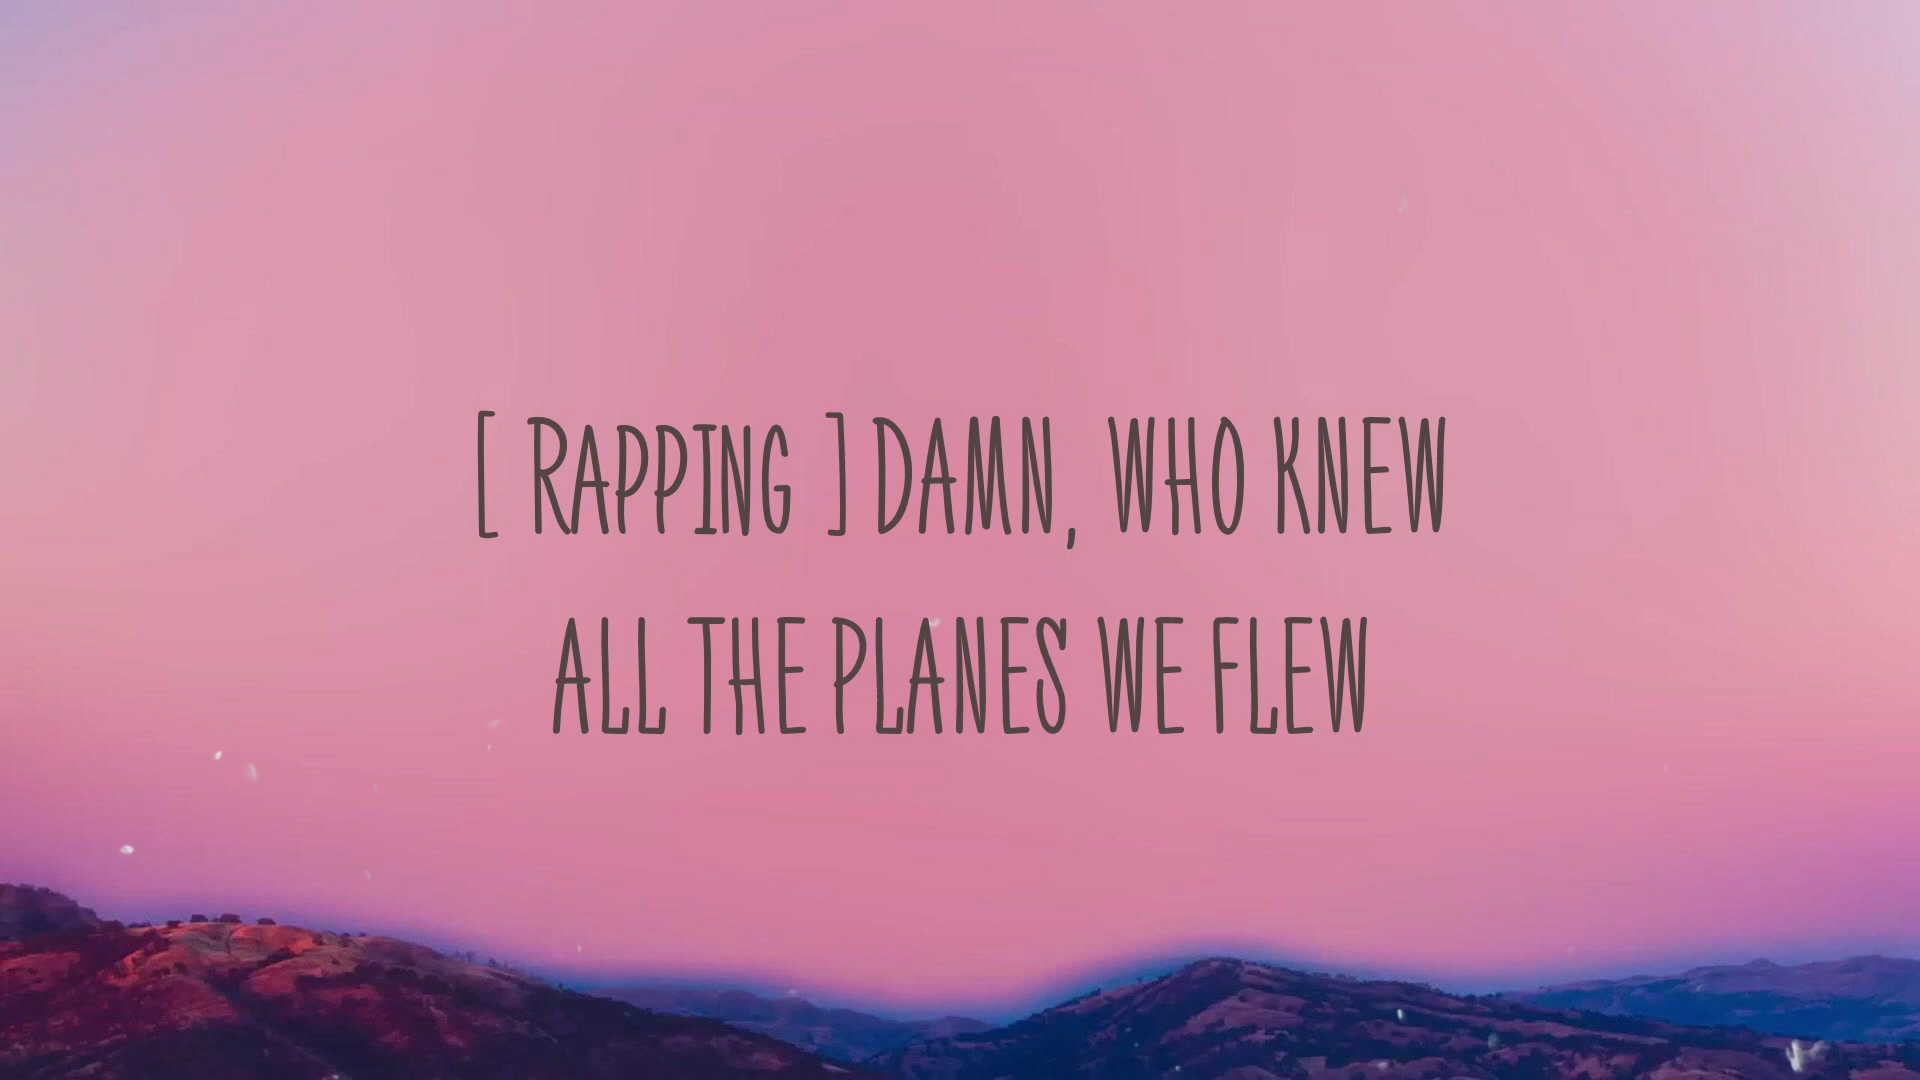 [ RAPPING ] DAMN, WHO KNEW
ALL THE PLANES WE FLEW